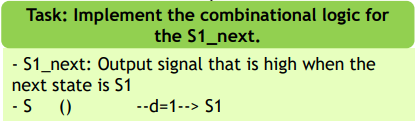 Task: Implement the combinational logic for
the S1_next.
- S1_next: Output signal that is high when the
next state is S1
- S () --d=1--> S1